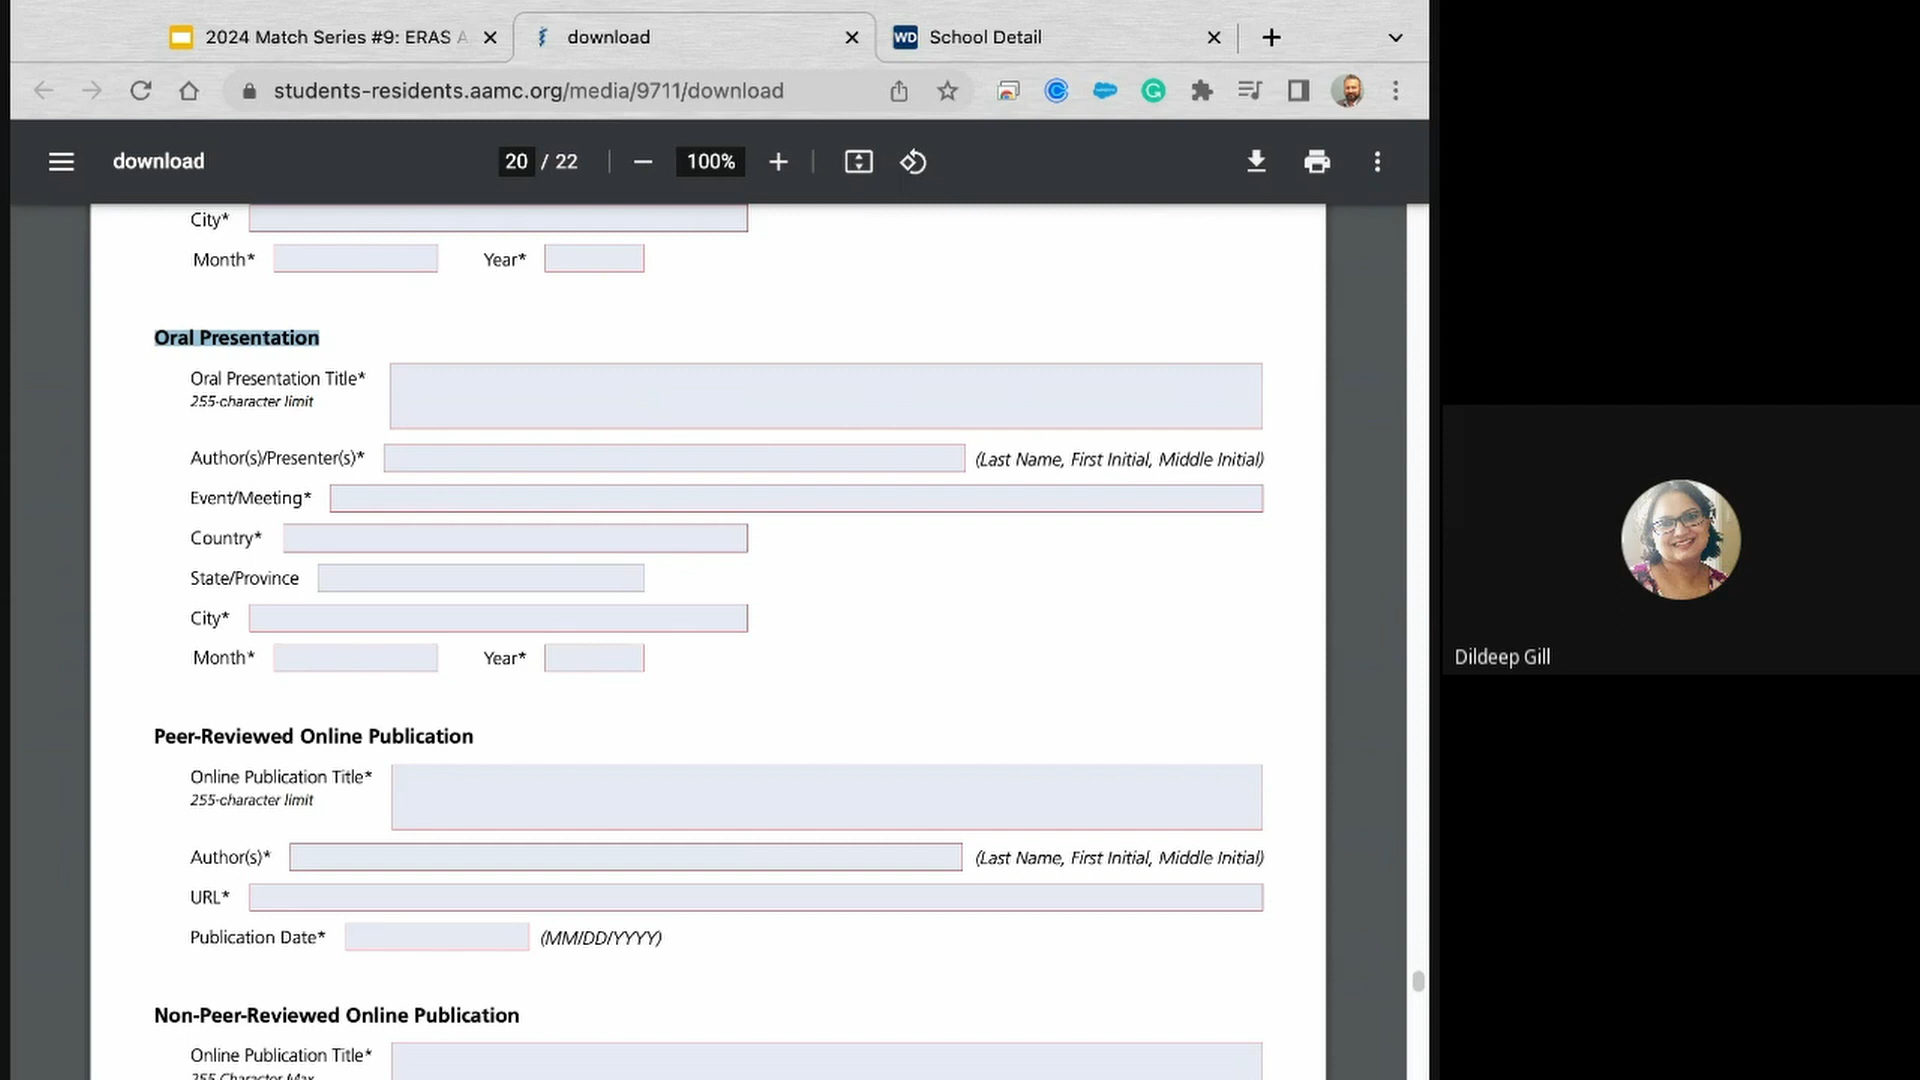 2024 Match Series #9: ERAS A
download
School Detail
students-residents.aamc.org/media/9711/download
download
20 / 22
100%
City*
Month*
Year*
Oral Presentation
Oral Presentation Title*
255-character limit
Author(s)/Presenter(s)*
(Last Name, First Initial, Middle Initial)
Event/Meeting*
Country*
State/Province
City*
Month*
Year*
Peer-Reviewed Online Publication
Online Publication Title*
255-character limit
Author(s)*
(Last Name, First Initial, Middle Initial)
URL*
Publication Date*
(MM/DD/YYYY)
Non-Peer-Reviewed Online Publication
Online Publication Title*
255 Character Max
WD
Dildeep Gill